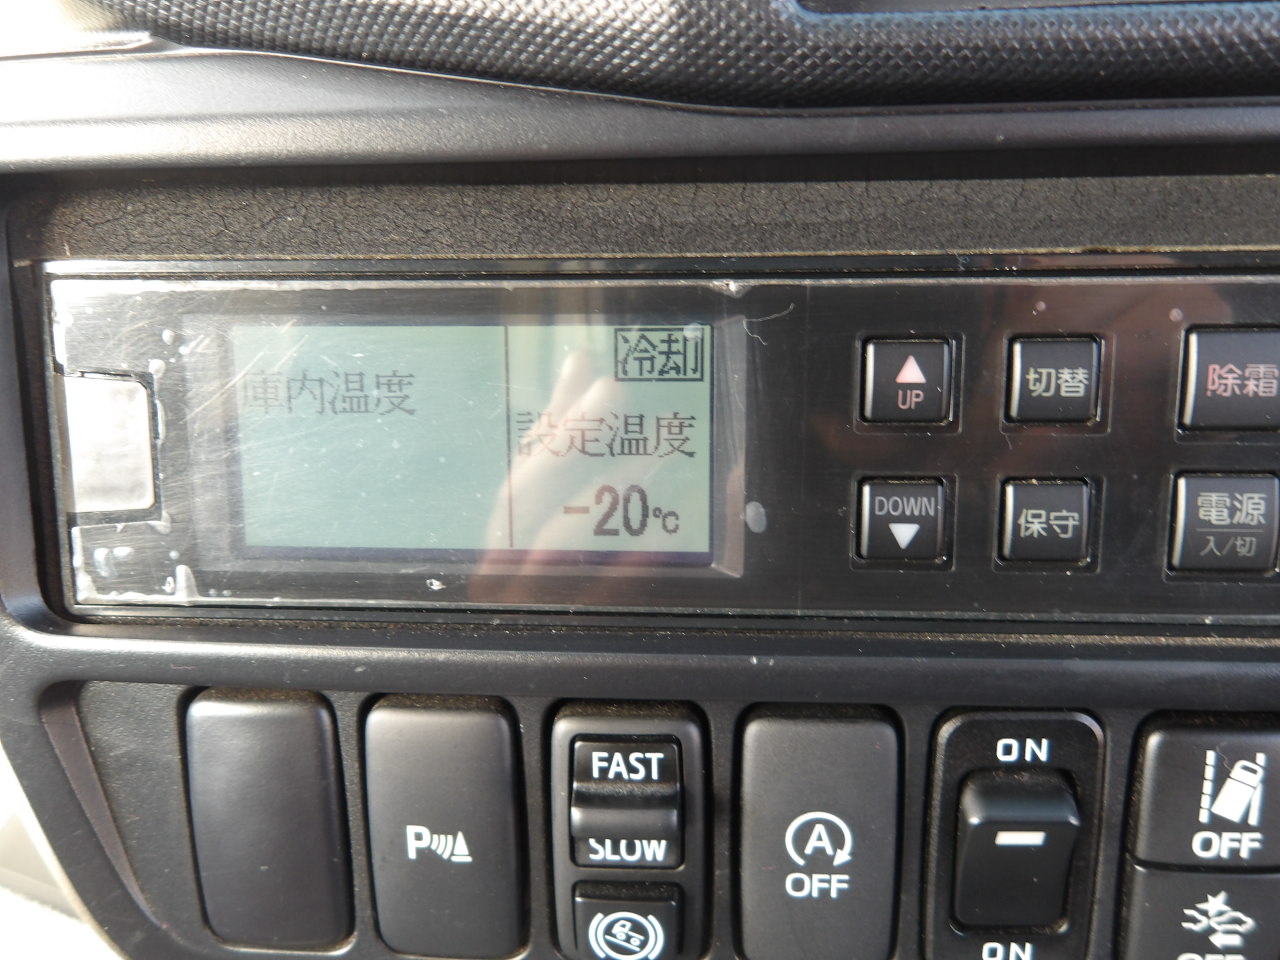 冷却
庫内温度
設定温度
-20℃
UP
切替
除霜
DOWN
保守
電源
入/切
FAST
SLOW
P
A
OFF
ON
ON
OFF
OFF